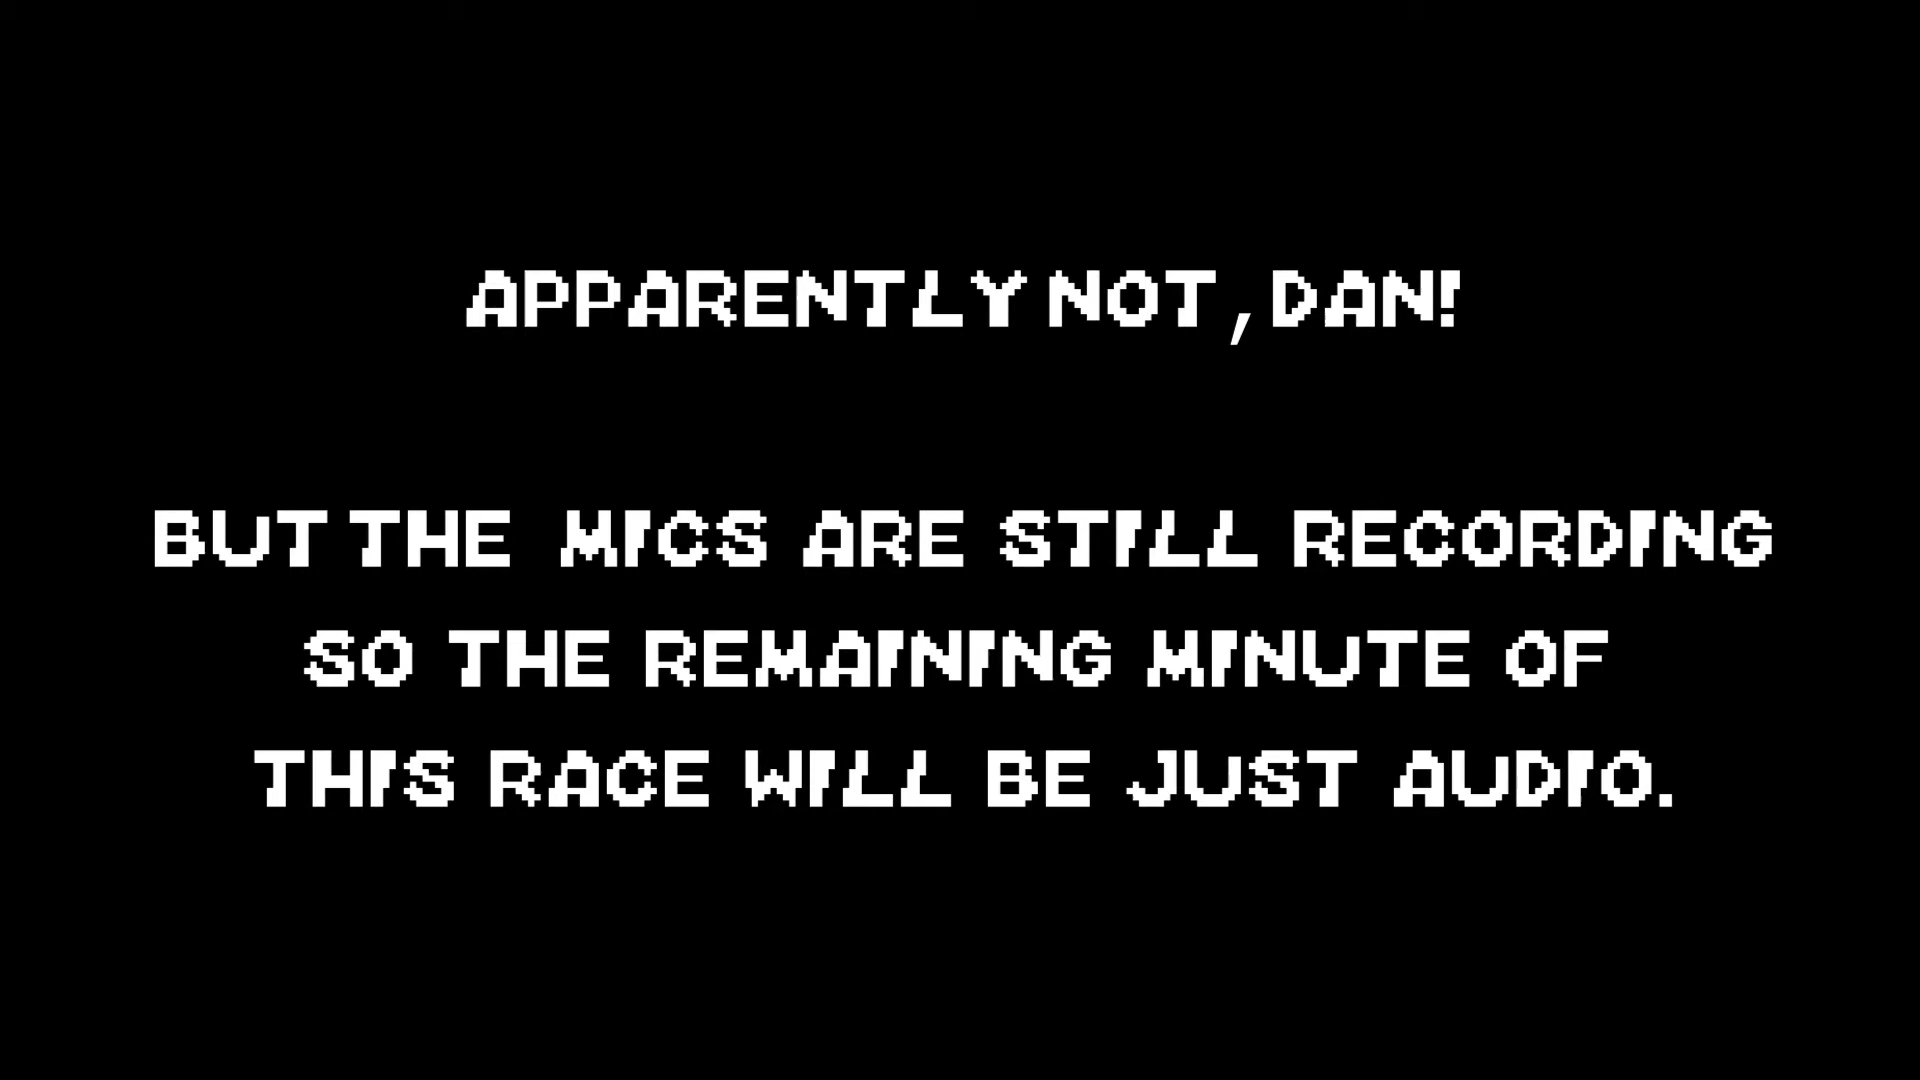 APPARENTLY NOT, DAN!
BUT THE MICS ARE STILL RECORDING
SO THE REMAINING MINUTE OF
THIS RACE WILL BE JUST AUDIO.